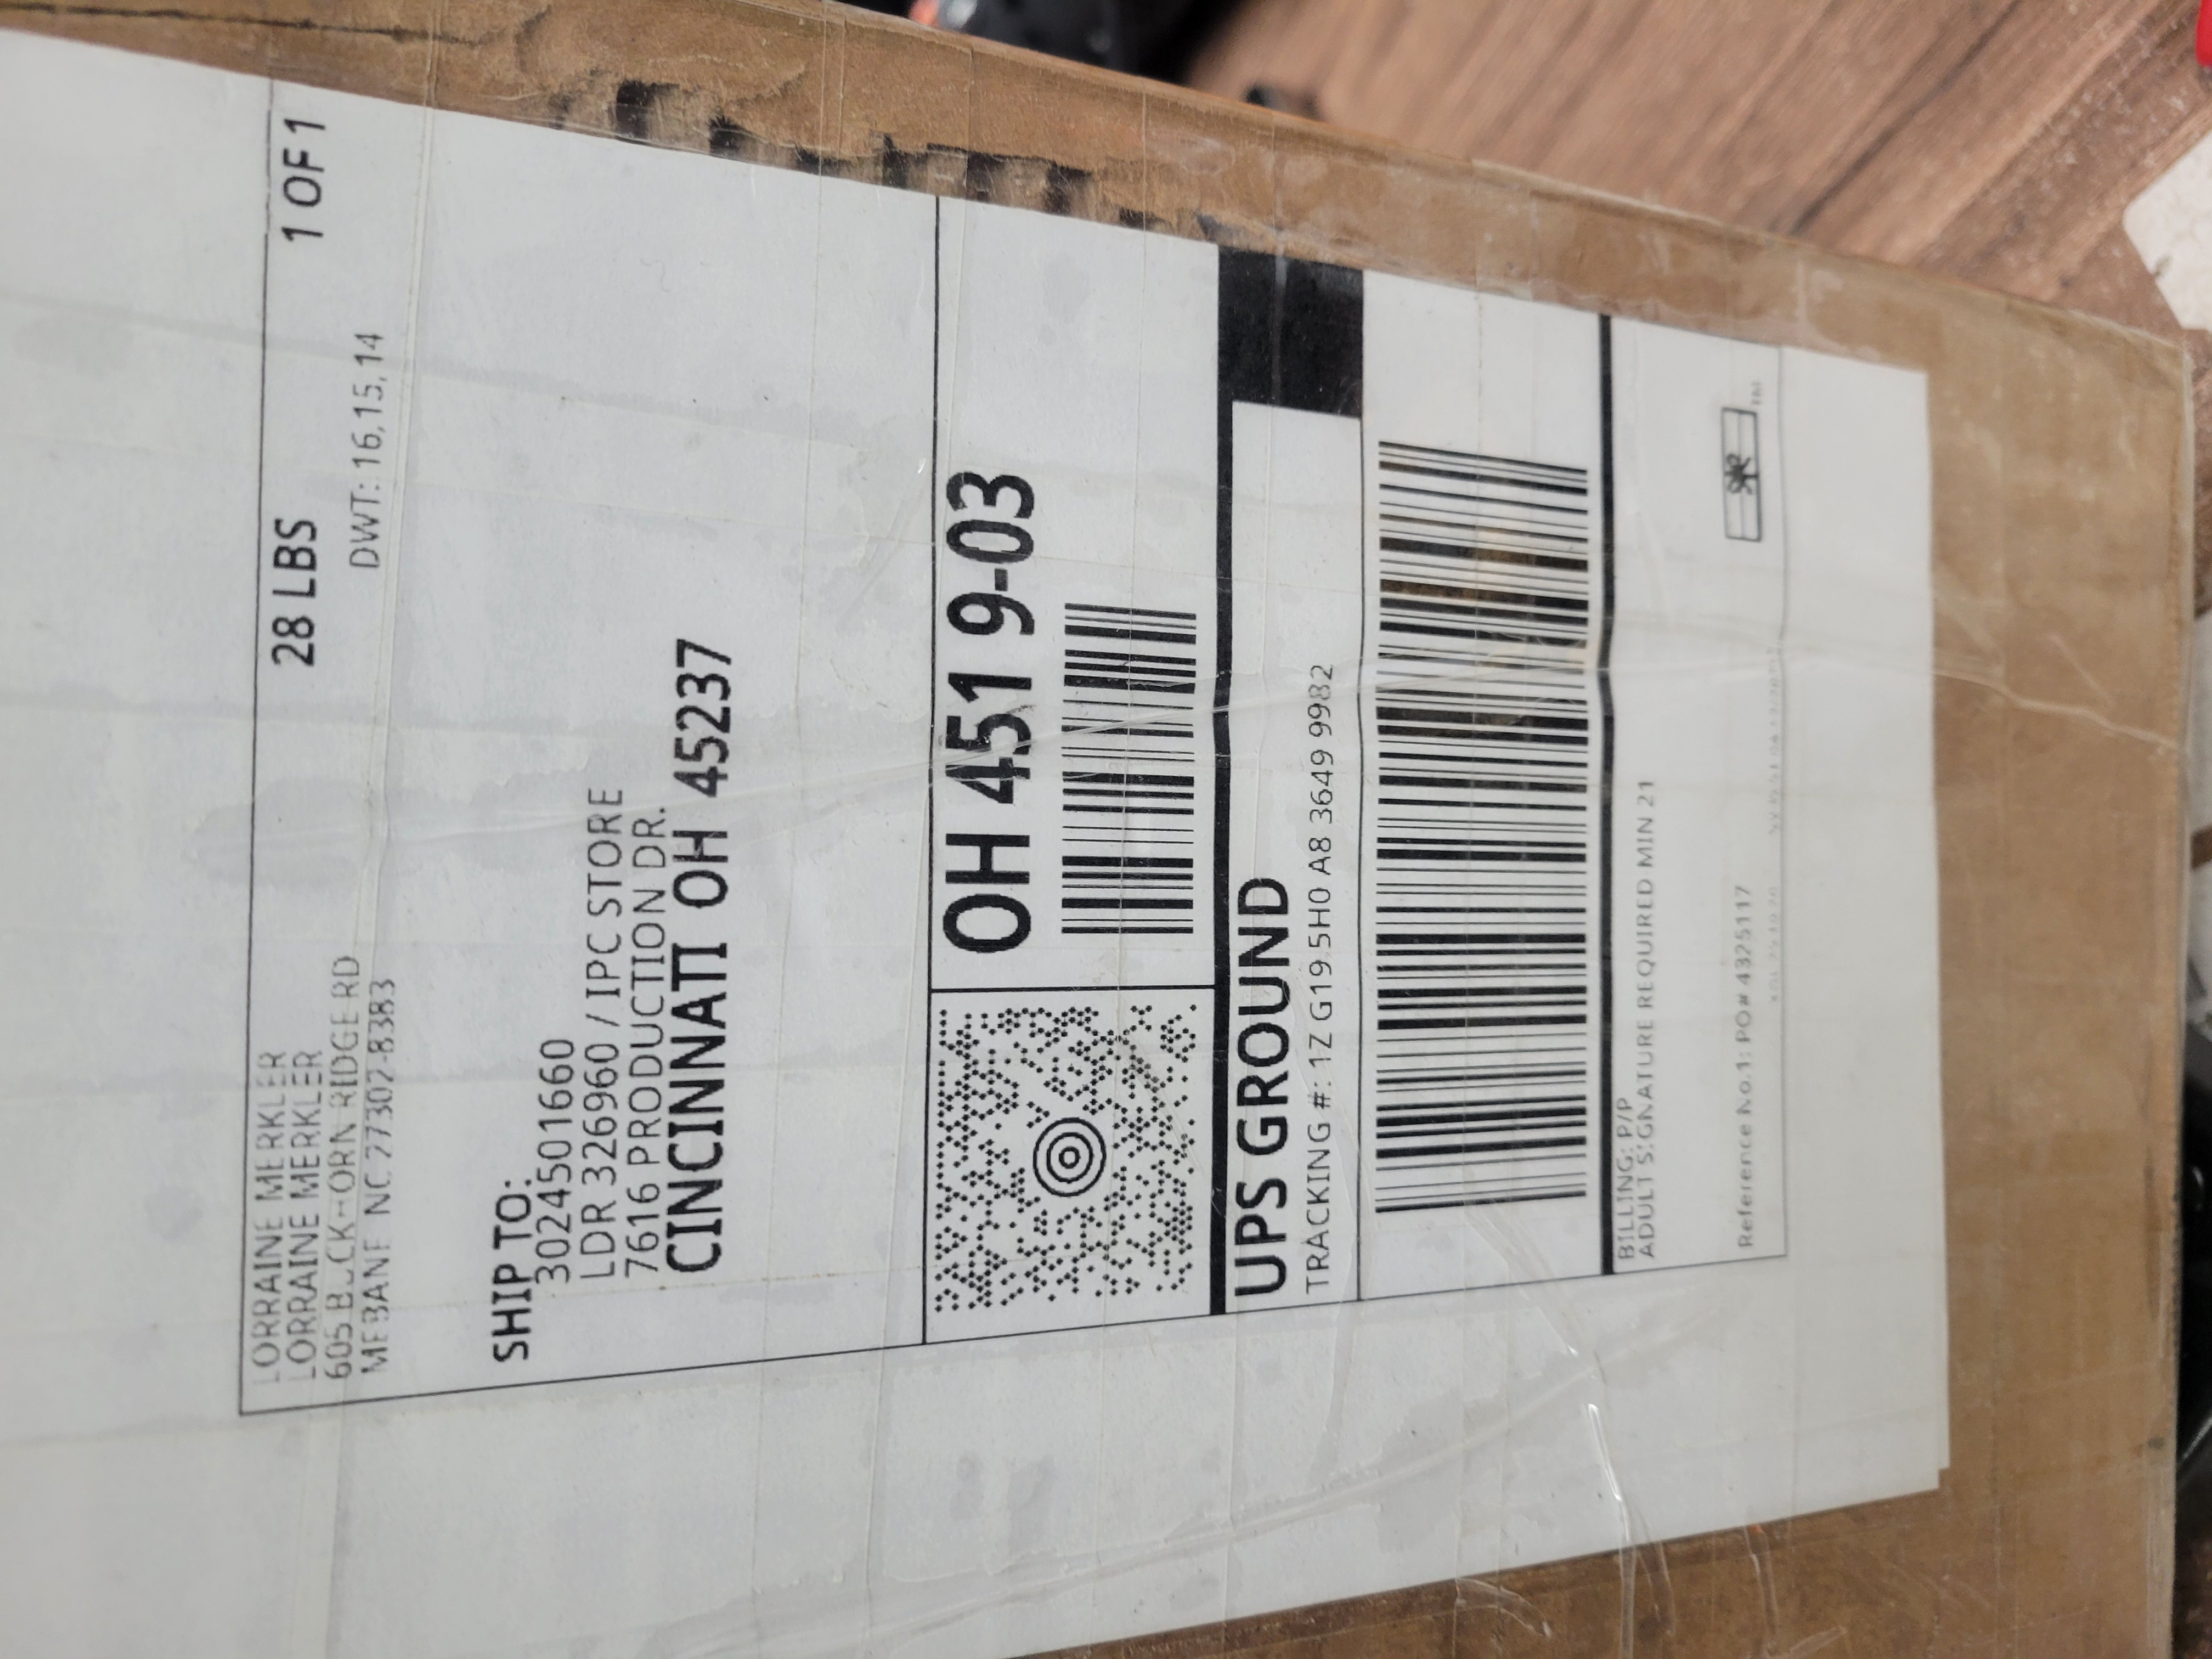 LORRAINE MERKLER
LORRAINE MERKLER
605 BUCKHORN RIDGE RD
MEBANE NC 27302-8383
28 LBS
1 OF 1
DWT: 16,15,14
SHIP TO:
3024501660
LDR 326960 / IPC STORE
7616 PRODUCTION DR.
CINCINNATI OH 45237
OH 451 9-03
UPS GROUND
TRACKING #: 1Z G19 5H0 A8 3649 9982
BILLING: P/P
ADULT SIGNATURE REQUIRED MIN 21
Reference No.1: PO# 4325117
TM